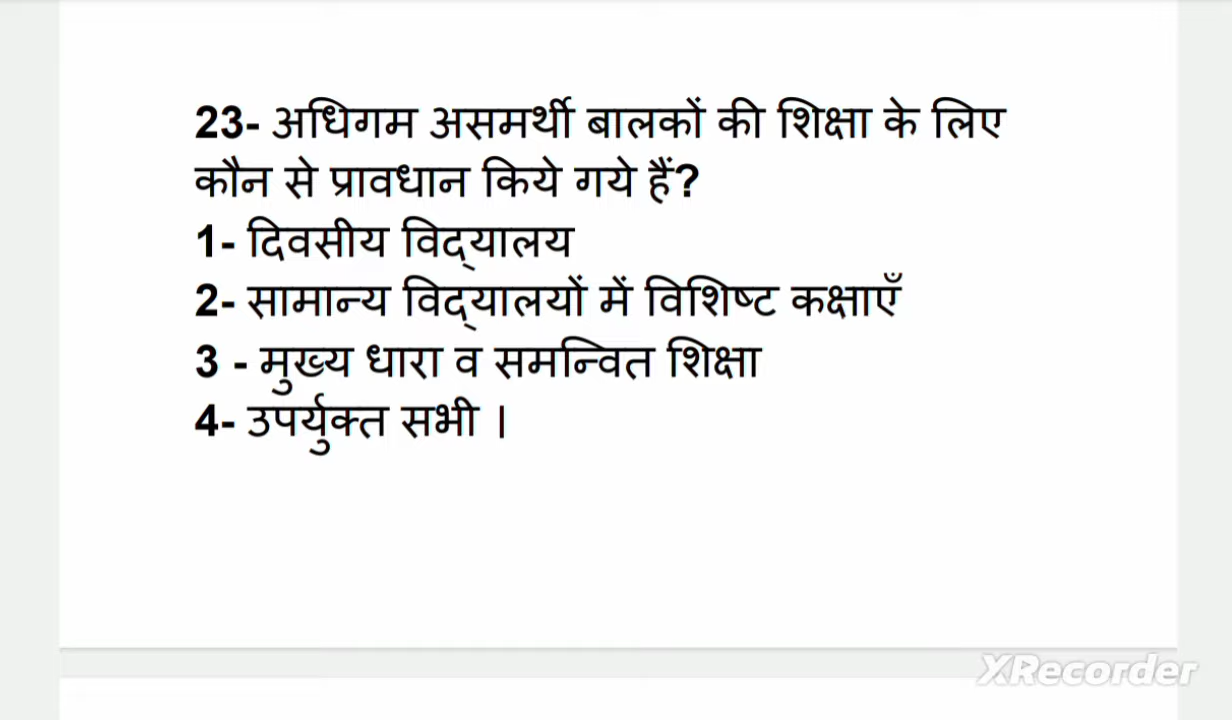 23- अधिगम असमर्थी बालकों की शिक्षा के लिए
कौन से प्रावधान किये गये हैं?
1- दिवसीय विद्यालय
2- सामान्य विद्यालयों में विशिष्ट कक्षाएँ
3 - मुख्य धारा व समन्वित शिक्षा
4- उपर्युक्त सभी ।
XRecorder